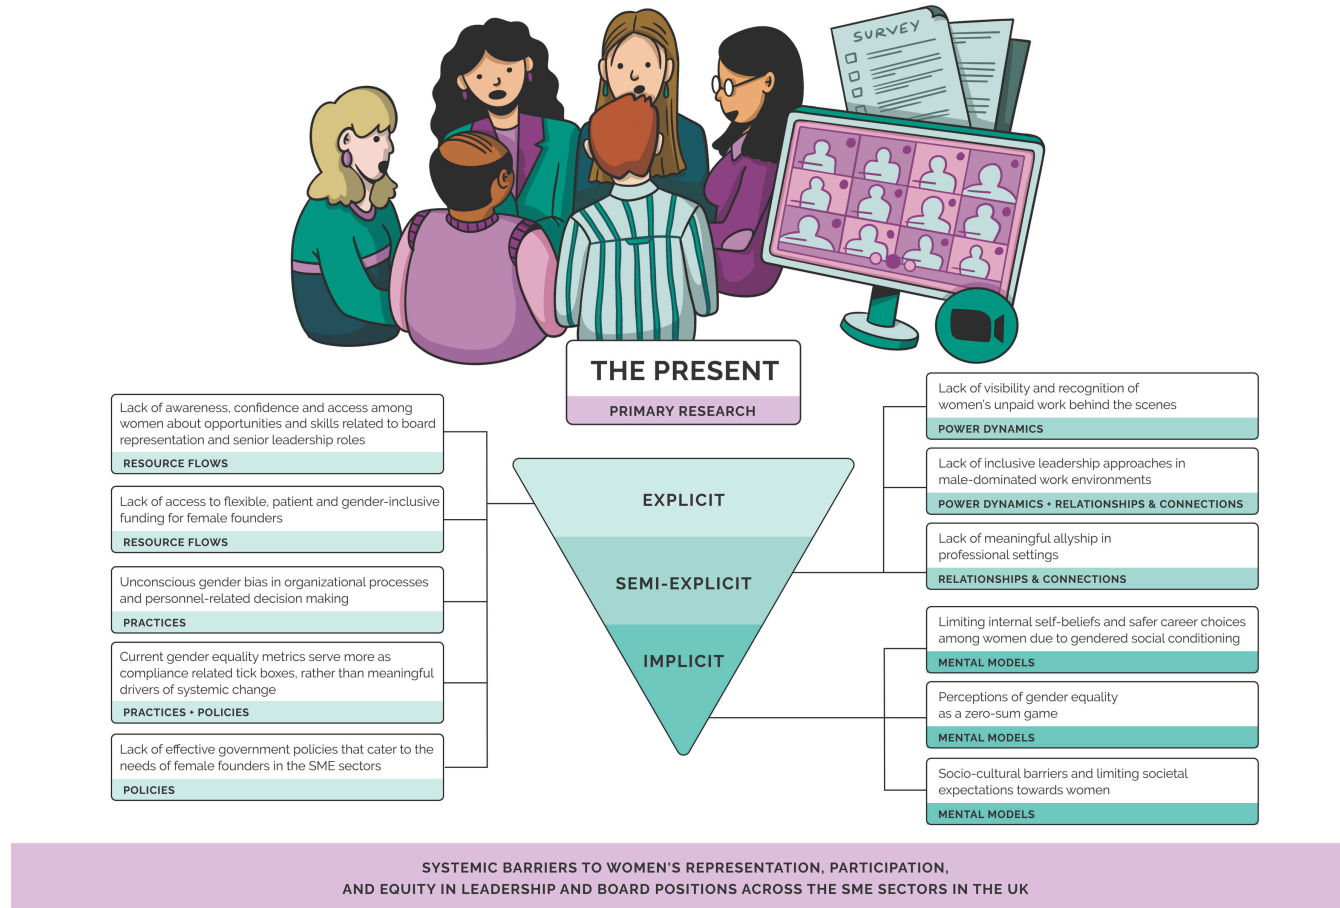 SURVEY
THE PRESENT
PRIMARY RESEARCH
Lack of awareness, confidence and access among
women about opportunities and skills related to board
representation and senior leadership roles
RESOURCE FLOWS
Lack of access to flexible, patient and gender-inclusive
funding for female founders
RESOURCE FLOWS
Unconscious gender bias in organizational processes
and personnel-related decision making
PRACTICES
Current gender equality metrics serve more as
compliance related tick boxes, rather than meaningful
drivers of systemic change
PRACTICES + POLICIES
Lack of effective government policies that cater to the
needs of female founders in the SME sectors
POLICIES
EXPLICIT
SEMI-EXPLICIT
IMPLICIT
Lack of visibility and recognition of
women's unpaid work behind the scenes
POWER DYNAMICS
Lack of inclusive leadership approaches in
male-dominated work environments
POWER DYNAMICS + RELATIONSHIPS & CONNECTIONS
Lack of meaningful allyship in
professional settings
RELATIONSHIPS & CONNECTIONS
Limiting internal self-beliefs and safer career choices
among women due to gendered social conditioning
MENTAL MODELS
Perceptions of gender equality
as a zero-sum game
MENTAL MODELS
Socio-cultural barriers and limiting societal
expectations towards women
MENTAL MODELS
SYSTEMIC BARRIERS TO WOMEN'S REPRESENTATION, PARTICIPATION,
AND EQUITY IN LEADERSHIP AND BOARD POSITIONS ACROSS THE SME SECTORS IN THE UK